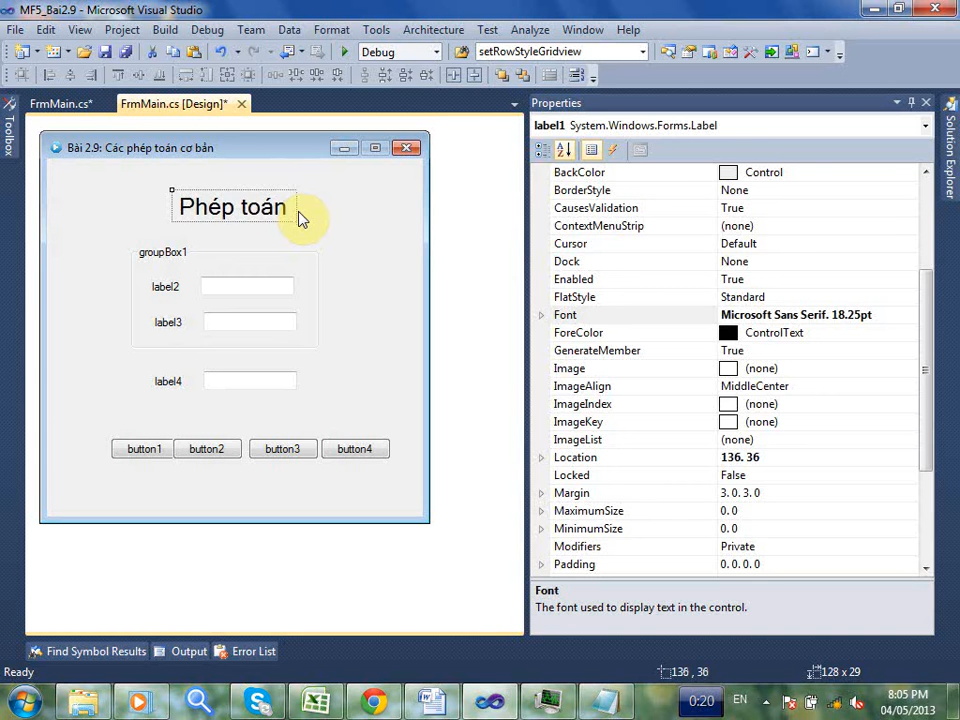 MF5_Bai2.9 - Microsoft Visual Studio
File Edit View Project Build Debug Team Data Format Tools Architecture Test Analyze Window Help
Debug setRowStyleGridview
FrmMain.cs* FrmMain.cs [Design]*
Toolbox
Bài 2.9: Các phép toán cơ bản
Phép toán
groupBox1
label2
label3
label4
button1 button2 button3 button4
Properties
label1 System.Windows.Forms.Label
BackColor Control
BorderStyle None
CausesValidation True
ContextMenuStrip (none)
Cursor Default
Dock None
Enabled True
FlatStyle Standard
Font Microsoft Sans Serif. 18.25pt
ForeColor ControlText
GenerateMember True
Image (none)
ImageAlign MiddleCenter
ImageIndex (none)
ImageKey (none)
ImageList (none)
Location 136. 36
Locked False
Margin 3. 0. 3. 0
MaximumSize 0. 0
MinimumSize 0. 0
Modifiers Private
Padding 0. 0. 0. 0
Font
The font used to display text in the control.
Solution Explorer
Find Symbol Results Output Error List
Ready 136 , 36 128 x 29
0:20 EN 8:05 PM
04/05/2013